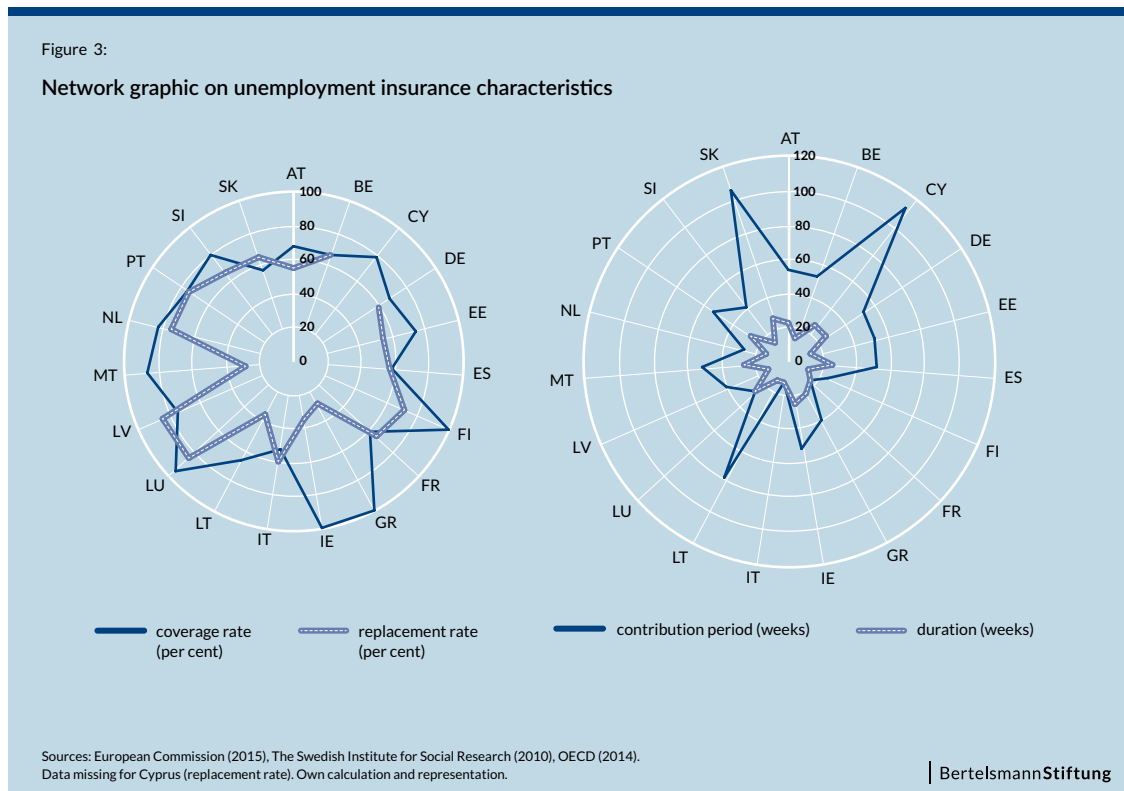 Figure 3:
Network graphic on unemployment insurance characteristics
AT
BE
CY
DE
EE
ES
FI
FR
GR
IE
IT
LT
LU
LV
MT
NL
PT
SI
SK
100
80
60
40
20
0
AT
BE
CY
DE
EE
ES
FI
FR
GR
IE
IT
LT
LU
LV
MT
NL
PT
SI
SK
120
100
80
60
40
20
0
coverage rate
(per cent)
replacement rate
(per cent)
contribution period (weeks)
duration (weeks)
Sources: European Commission (2015), The Swedish Institute for Social Research (2010), OECD (2014).
Data missing for Cyprus (replacement rate). Own calculation and representation.
BertelsmannStiftung